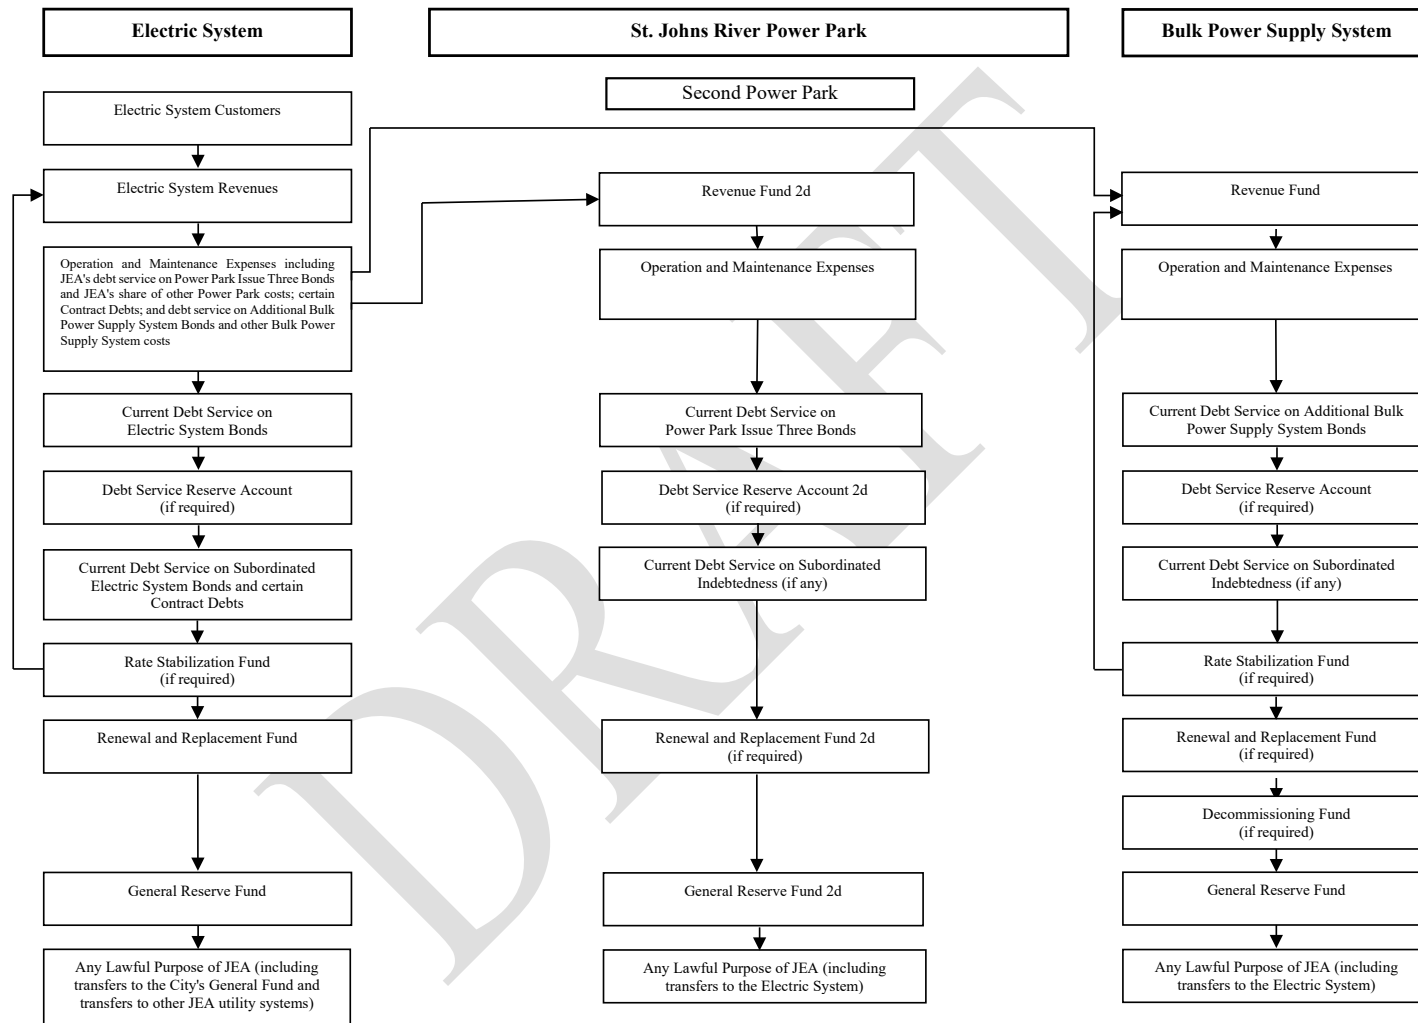 Electric System
St. Johns River Power Park
Bulk Power Supply System
Second Power Park
Electric System Customers
Electric System Revenues
Operation and Maintenance Expenses including
JEA's debt service on Power Park Issue Three Bonds
and JEA's share of other Power Park costs; certain
Contract Debts; and debt service on Additional Bulk
Power Supply System Bonds and other Bulk Power
Supply System costs
Current Debt Service on
Electric System Bonds
Debt Service Reserve Account
(if required)
Current Debt Service on Subordinated
Electric System Bonds and certain
Contract Debts
Rate Stabilization Fund
(if required)
Renewal and Replacement Fund
General Reserve Fund
Any Lawful Purpose of JEA (including
transfers to the City's General Fund and
transfers to other JEA utility systems)
Revenue Fund 2d
Operation and Maintenance Expenses
Current Debt Service on
Power Park Issue Three Bonds
Debt Service Reserve Account 2d
(if required)
Current Debt Service on Subordinated
Indebtedness (if any)
Renewal and Replacement Fund 2d
(if required)
General Reserve Fund 2d
Any Lawful Purpose of JEA (including
transfers to the Electric System)
Revenue Fund
Operation and Maintenance Expenses
Current Debt Service on Additional Bulk
Power Supply System Bonds
Debt Service Reserve Account
(if required)
Current Debt Service on Subordinated
Indebtedness (if any)
Rate Stabilization Fund
(if required)
Renewal and Replacement Fund
(if required)
Decommissioning Fund
(if required)
General Reserve Fund
Any Lawful Purpose of JEA (including
transfers to the Electric System)
DRAFT